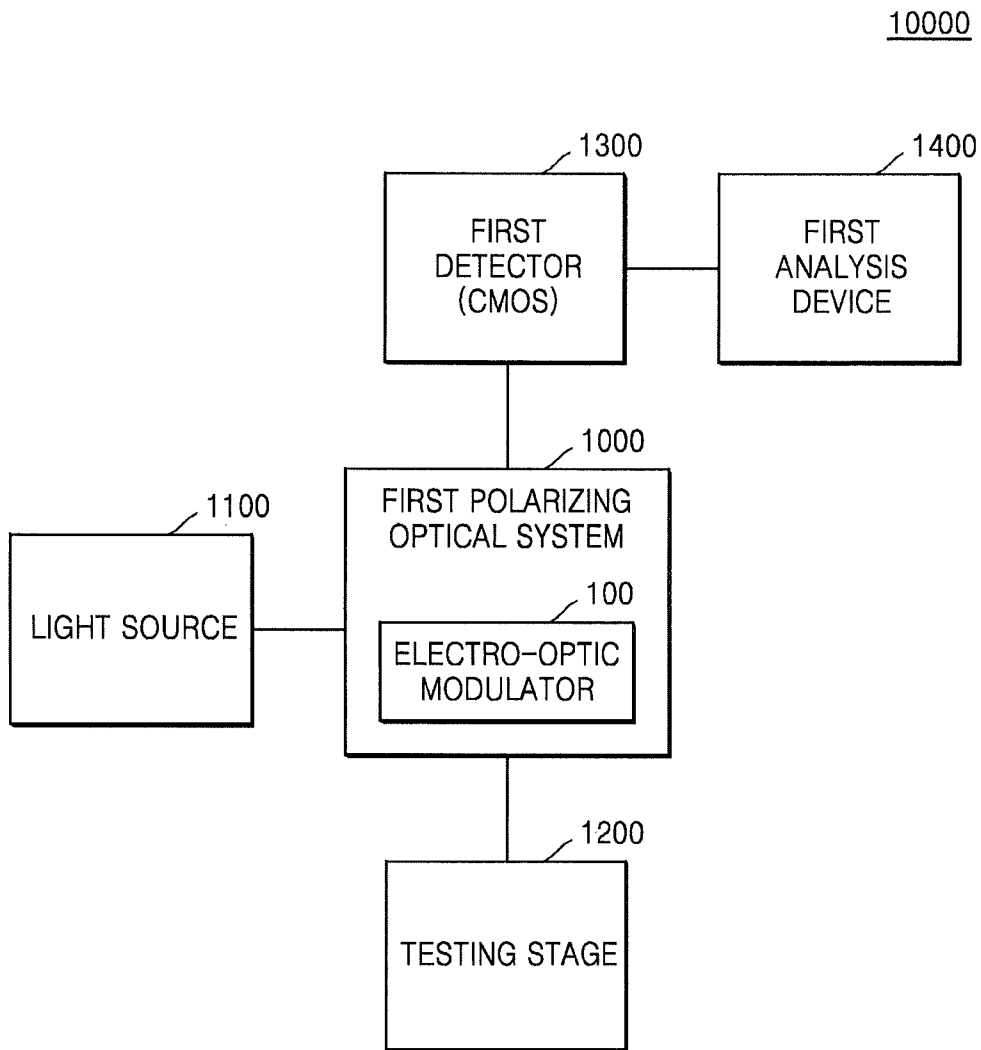 10000
1300
FIRST
DETECTOR
(CMOS)
1400
FIRST
ANALYSIS
DEVICE
1000
FIRST POLARIZING
OPTICAL SYSTEM
1100
LIGHT SOURCE
100
ELECTRO-OPTIC
MODULATOR
1200
TESTING STAGE